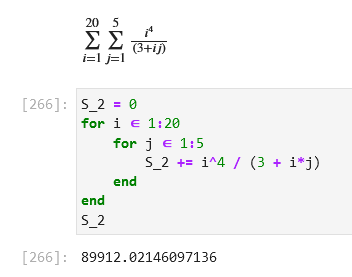 20 5
∑ ∑ i⁴/(3+ij)
i=1 j=1
[266]: S_2 = 0
for i ∈ 1:20
    for j ∈ 1:5
        S_2 += i^4 / (3 + i*j)
    end
end
S_2
[266]: 89912.02146097136